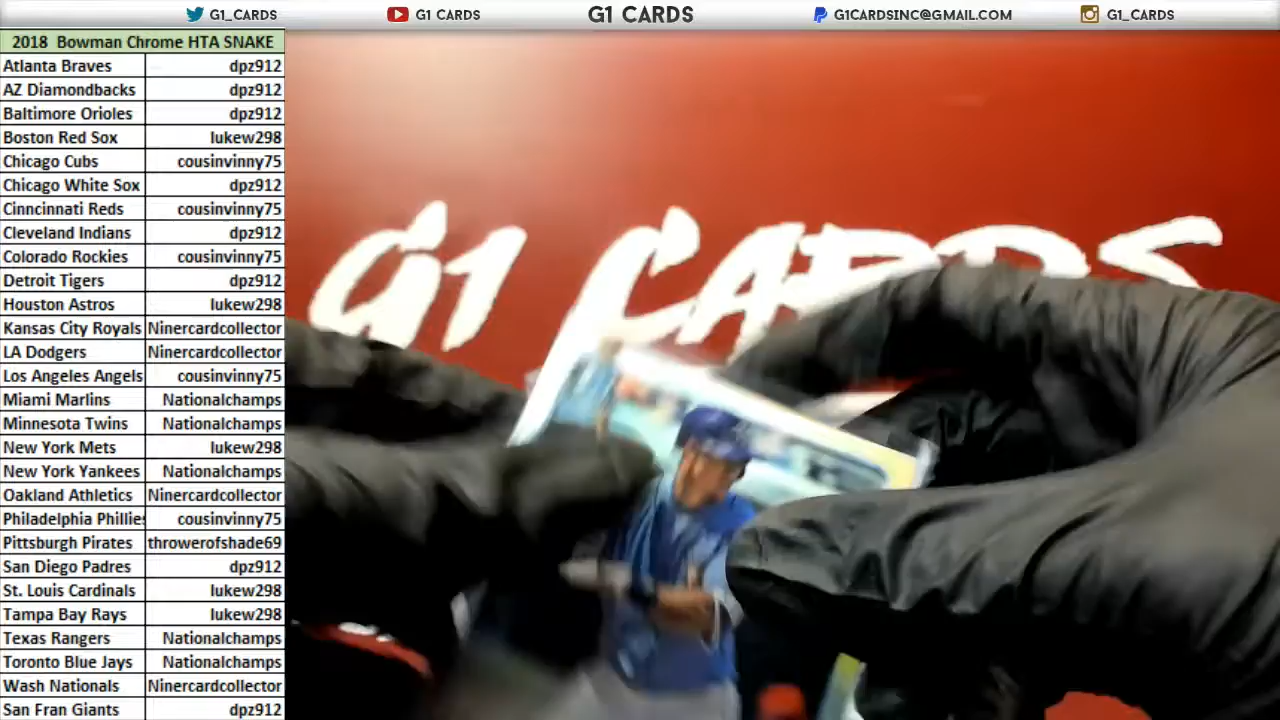 G1_CARDS G1 CARDS G1 CARDS G1CARDSINC@GMAIL.COM G1_CARDS
2018 Bowman Chrome HTA SNAKE
Atlanta Braves dpz912
AZ Diamondbacks dpz912
Baltimore Orioles dpz912
Boston Red Sox lukew298
Chicago Cubs cousinvinny75
Chicago White Sox dpz912
Cinncinnati Reds cousinvinny75
Cleveland Indians dpz912
Colorado Rockies cousinvinny75
Detroit Tigers dpz912
Houston Astros lukew298
Kansas City Royals Ninercardcollector
LA Dodgers Ninercardcollector
Los Angeles Angels cousinvinny75
Miami Marlins Nationalchamps
Minnesota Twins Nationalchamps
New York Mets lukew298
New York Yankees Nationalchamps
Oakland Athletics Ninercardcollector
Philadelphia Phillies cousinvinny75
Pittsburgh Pirates throwerofshade69
San Diego Padres dpz912
St. Louis Cardinals lukew298
Tampa Bay Rays lukew298
Texas Rangers Nationalchamps
Toronto Blue Jays Nationalchamps
Wash Nationals Ninercardcollector
San Fran Giants dpz912
G1 CARDS